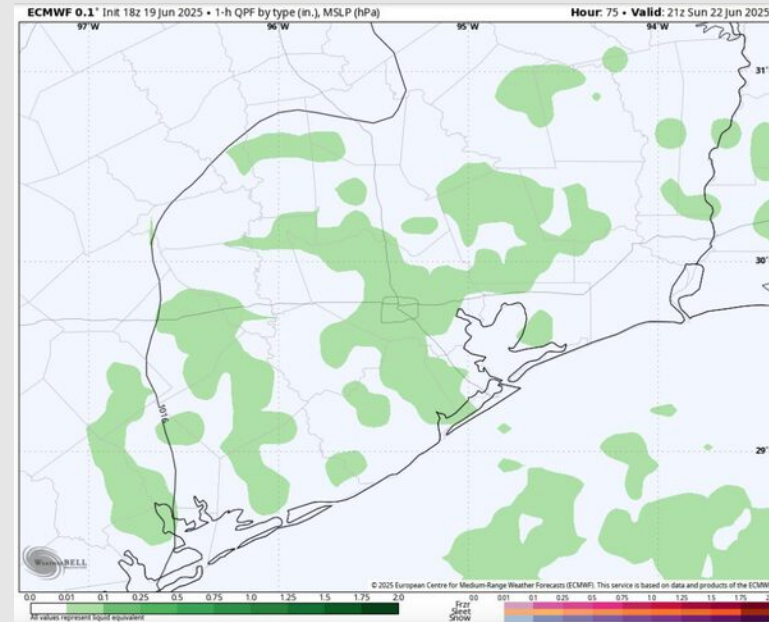 ECMWF 0.1° Init 18z 19 Jun 2025 • 1-h QPF by type (in.), MSLP (hPa) Hour: 75 • Valid: 21z Sun 22 Jun 2025
97°W 96°W 95°W 94°W
31°
30°
1016
29°
WeatherBELL
© 2025 European Centre for Medium-Range Weather Forecasts (ECMWF). This service is based on data and products of the ECMW
0.0 0.01 0.1 0.25 0.5 0.75 1.0 1.25 1.5 1.75 2.0
0.0 0.01 0.1 0.25 0.5 0.75 1.0 1.25 1.5 1.75 2.
All values represent liquid equivalent
Frzr
Sleet
Snow